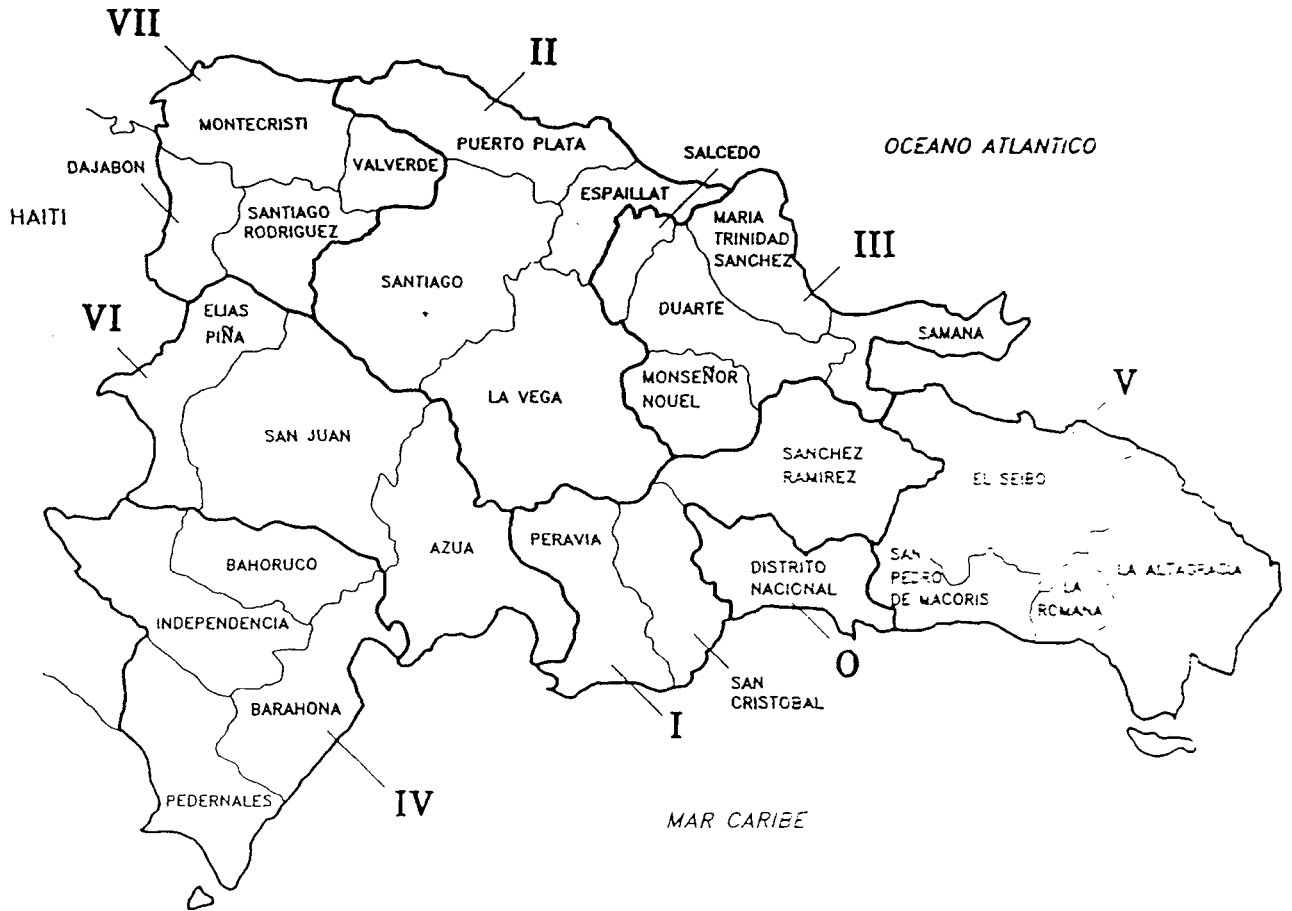 VII
II
MONTECRISTI
PUERTO PLATA
SALCEDO
OCEANO ATLANTICO
DAJABON
VALVERDE
ESPAILLAT
HAITI
SANTIAGO
RODRIGUEZ
MARIA
TRINIDAD
SANCHEZ
III
SANTIAGO
VI
ELIAS
PIÑA
DUARTE
SAMANA
MONSEÑOR
NOUEL
V
LA VEGA
SAN JUAN
SANCHEZ
RAMIREZ
EL SEIBO
AZUA
PERAVIA
BAHORUCO
DISTRITO
NACIONAL
SAN
PEDRO
DE MACORIS
LA ALTAGRACIA
LA
ROMANA
INDEPENDENCIA
O
SAN
CRISTOBAL
BARAHONA
I
PEDERNALES
IV
MAR CARIBE